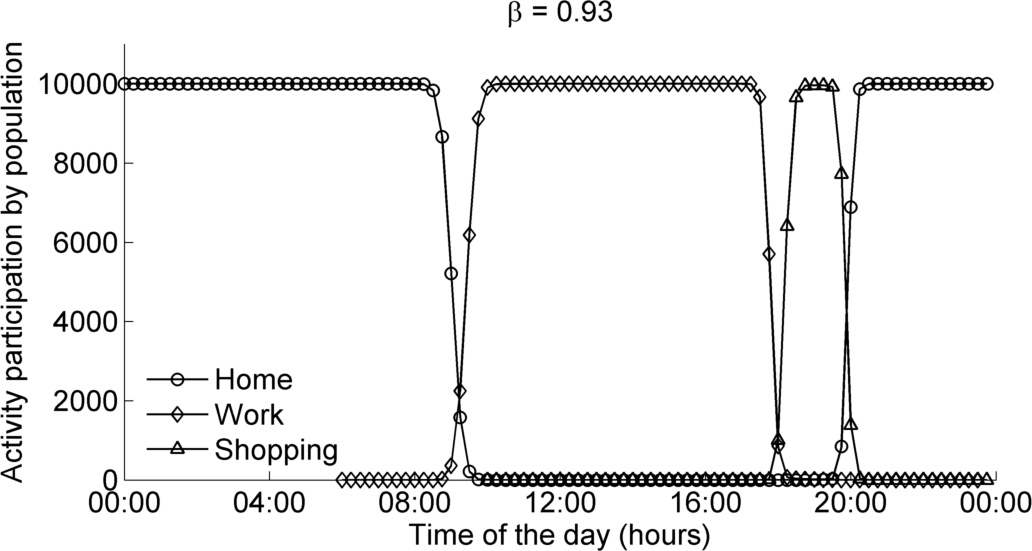 β = 0.93
Activity participation by population
10000
8000
6000
4000
2000
0
Home
Work
Shopping
00:00 04:00 08:00 12:00 16:00 20:00 00:00
Time of the day (hours)